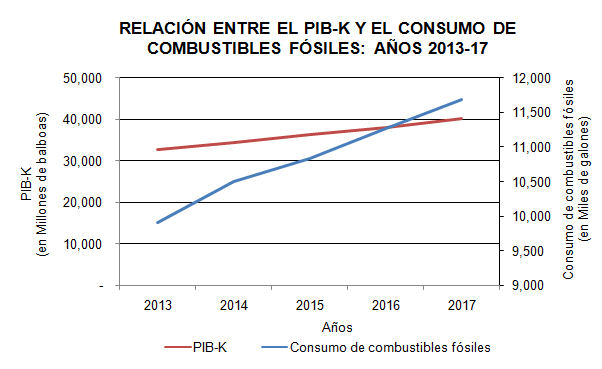 RELACIÓN ENTRE EL PIB-K Y EL CONSUMO DE
COMBUSTIBLES FÓSILES: AÑOS 2013-17
PIB-K
(en Millones de balboas)
50,000
40,000
30,000
20,000
10,000
-
12,000
11,500
11,000
10,500
10,000
9,500
9,000
Consumo de combustibles fósiles
(en Miles de galones)
2013 2014 2015 2016 2017
Años
PIB-K Consumo de combustibles fósiles